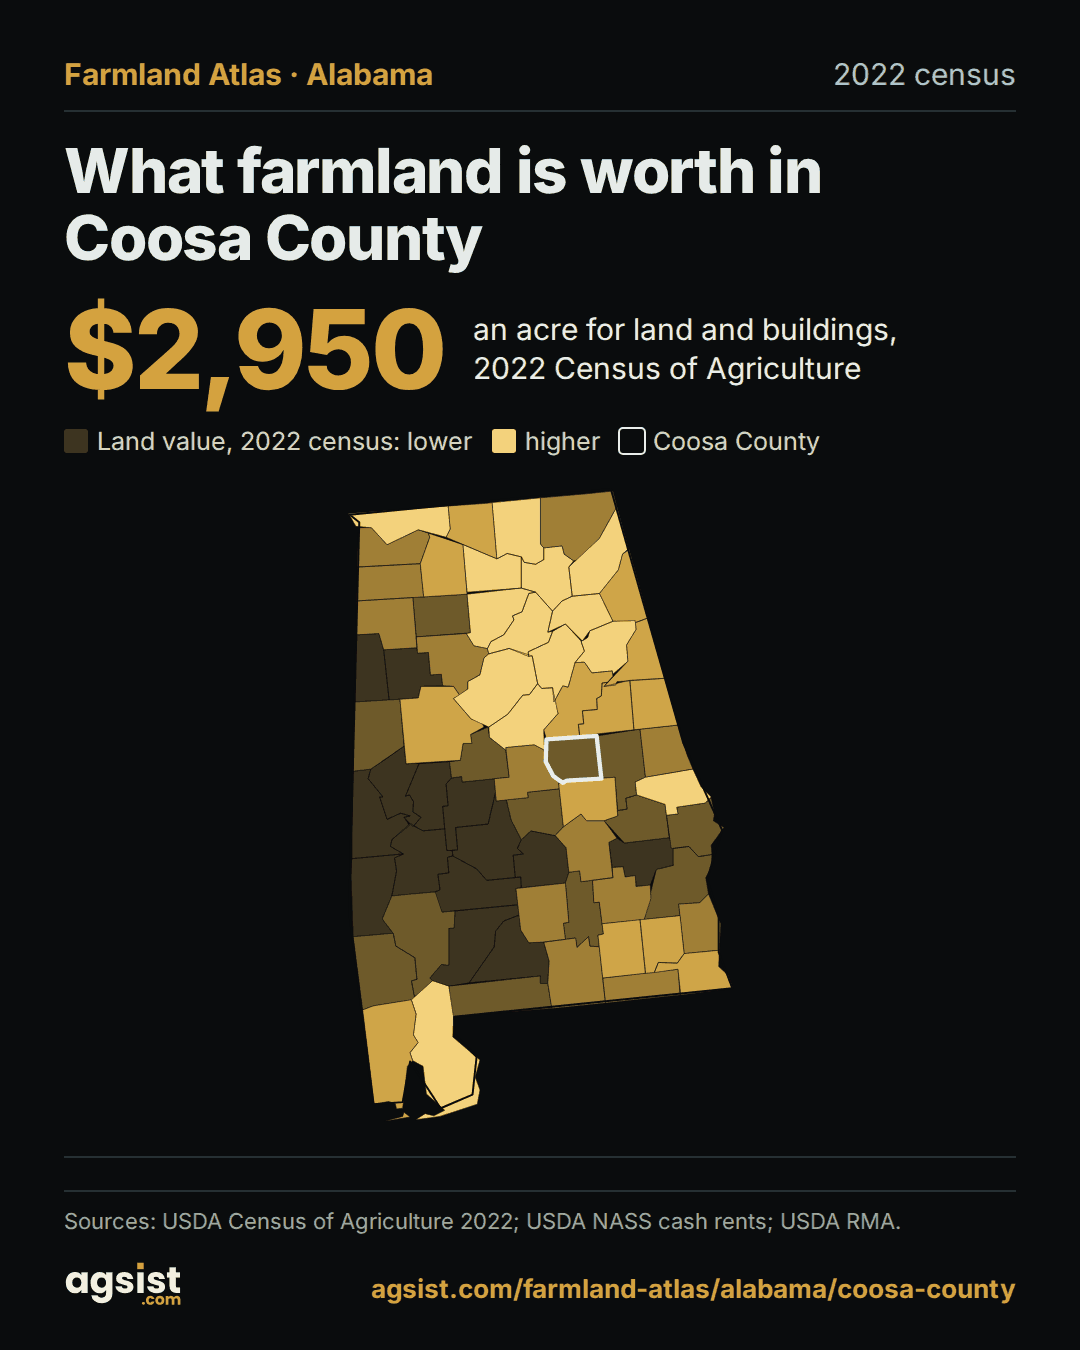 Farmland Atlas · Alabama
2022 census
What farmland is worth in
Coosa County
$2,950
an acre for land and buildings,
2022 Census of Agriculture
Land value, 2022 census: lower
higher
Coosa County
Sources: USDA Census of Agriculture 2022; USDA NASS cash rents; USDA RMA.
agsist
.com
agsist.com/farmland-atlas/alabama/coosa-county